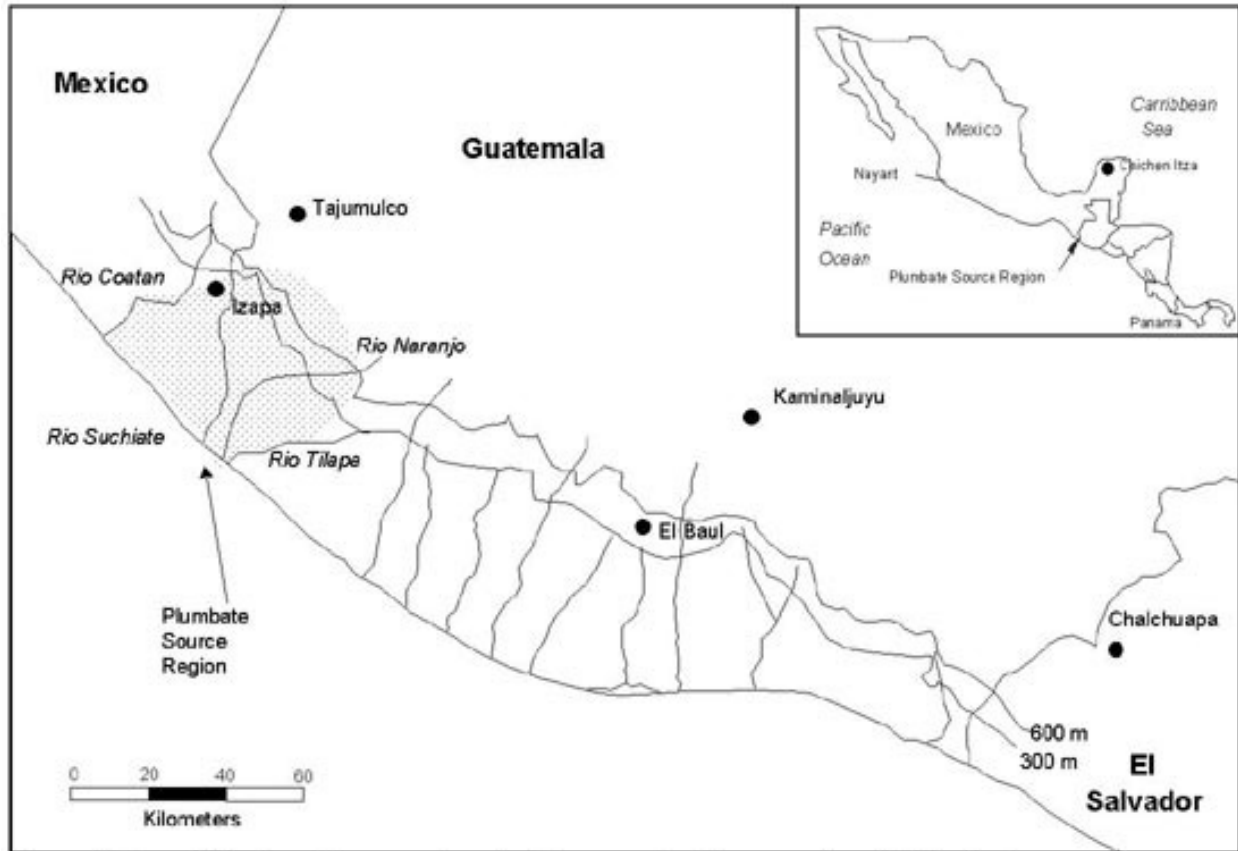 Mexico
Guatemala
Tajumulco
Rio Coatan
Izapa
Rio Naranjo
Kaminaljuyu
Rio Suchiate
Rio Tilapa
El Baul
Plumbate
Source
Region
Chalchuapa
600 m
300 m
El
Salvador
0 20 40 60
Kilometers
Carribbean
Sea
Mexico
Chichen Itza
Nayart
Pacific
Ocean
Plumbate Source Region
Panama